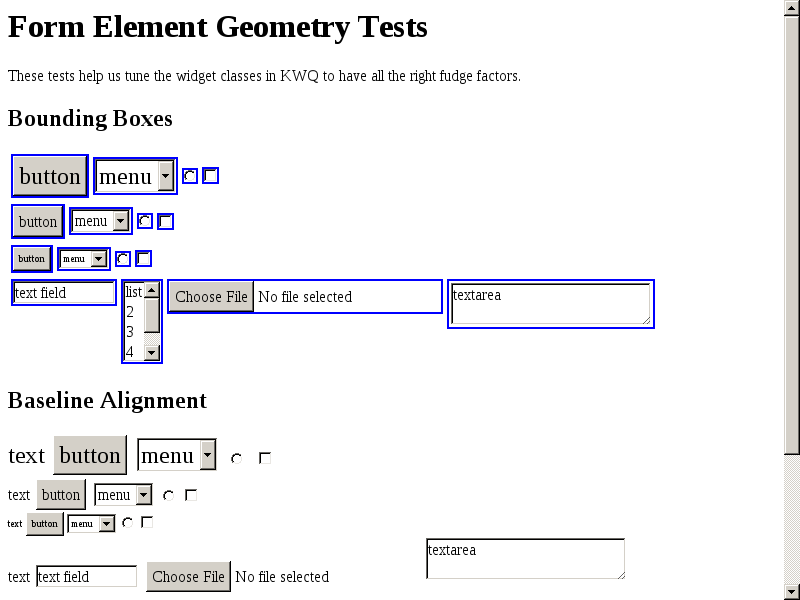 Form Element Geometry Tests
These tests help us tune the widget classes in KWQ to have all the right fudge factors.
Bounding Boxes
button menu
button menu
button menu
text field list Choose File No file selected textarea
2
3
4
Baseline Alignment
text button menu
text button menu
text button menu
textarea
text text field Choose File No file selected